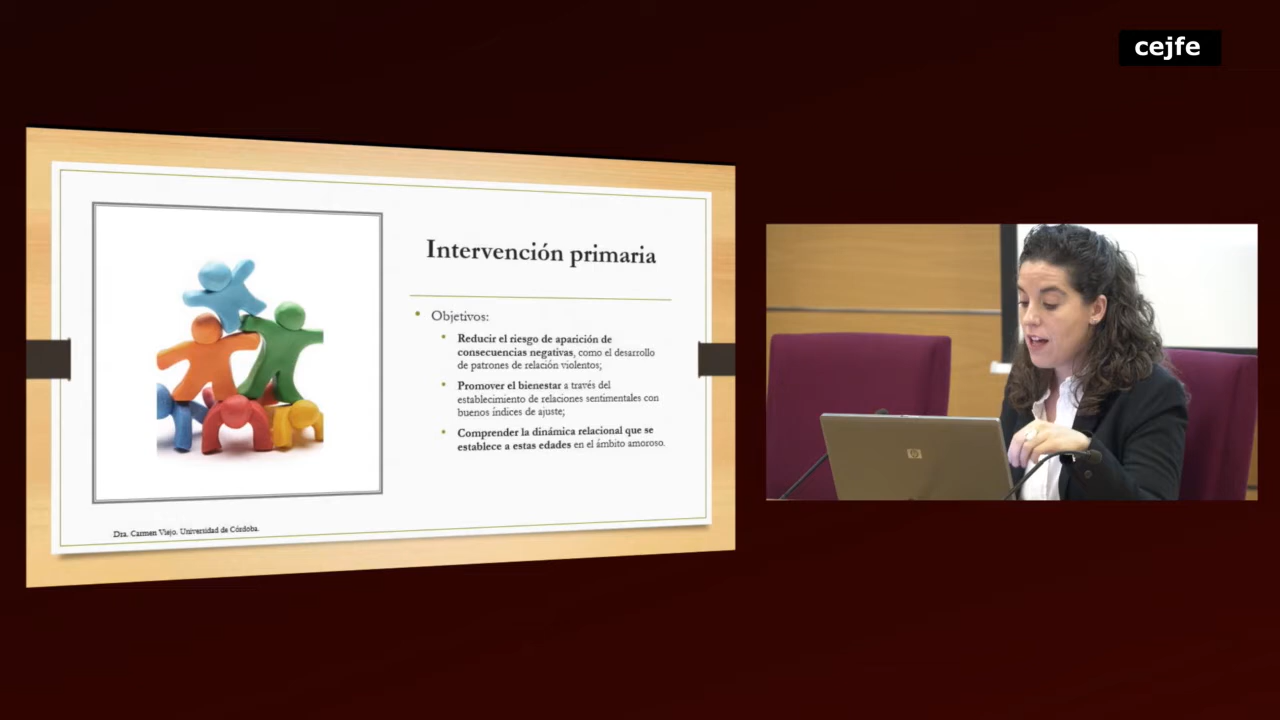 cejfe
Intervención primaria
Objetivos:
Reducir el riesgo de aparición de
consecuencias negativas, como el desarrollo
de patrones de relación violentos;
Promover el bienestar a través del
establecimiento de relaciones sentimentales con
buenos índices de ajuste;
Comprender la dinámica relacional que se
establece a estas edades en el ámbito amoroso.
Dra. Carmen Viejo. Universidad de Córdoba.
hp